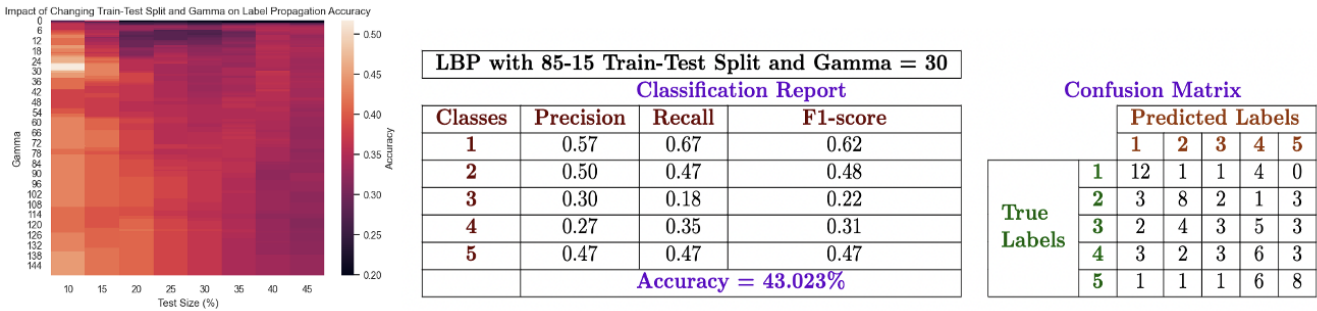 Impact of Changing Train-Test Split and Gamma on Label Propagation Accuracy
Gamma
0
6
12
18
24
30
36
42
48
54
60
66
72
78
84
90
96
102
108
114
120
126
132
138
144
10 15 20 25 30 35 40 45
Test Size (%)
0.50
0.45
0.40
0.35
0.30
0.25
0.20
Accuracy
LBP with 85-15 Train-Test Split and Gamma = 30
Classification Report
Classes Precision Recall F1-score
1 0.57 0.67 0.62
2 0.50 0.47 0.48
3 0.30 0.18 0.22
4 0.27 0.35 0.31
5 0.47 0.47 0.47
Accuracy = 43.023%
Confusion Matrix
Predicted Labels
1 2 3 4 5
True Labels
1 12 1 1 4 0
2 3 8 2 1 3
3 2 4 3 5 3
4 3 2 3 6 3
5 1 1 1 6 8